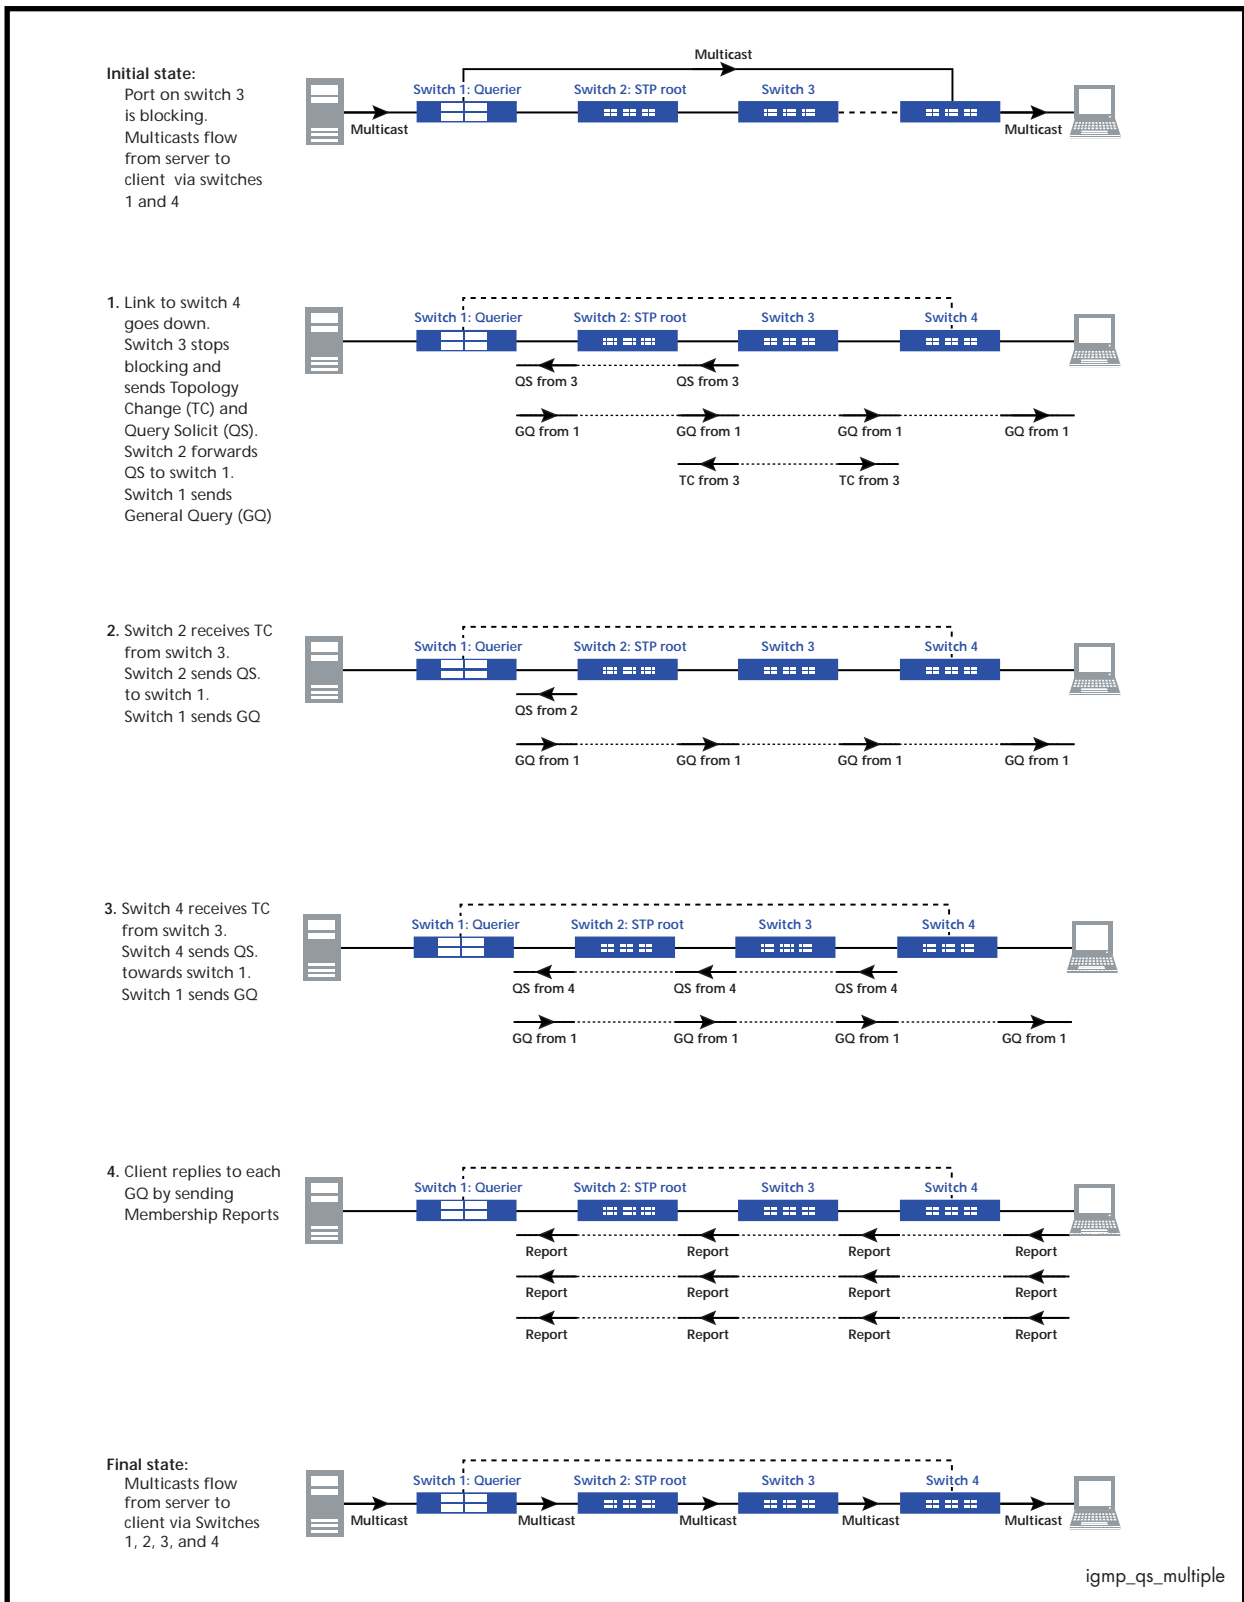 Initial state:
Port on switch 3
is blocking.
Multicasts flow
from server to
client via switches
1 and 4
Multicast
Switch 1: Querier
Switch 2: STP root
Switch 3
Multicast
Multicast
1. Link to switch 4
goes down.
Switch 3 stops
blocking and
sends Topology
Change (TC) and
Query Solicit (QS).
Switch 2 forwards
QS to switch 1.
Switch 1 sends
General Query (GQ)
Switch 1: Querier
Switch 2: STP root
Switch 3
Switch 4
QS from 3
QS from 3
GQ from 1
GQ from 1
GQ from 1
GQ from 1
TC from 3
TC from 3
2. Switch 2 receives TC
from switch 3.
Switch 2 sends QS.
to switch 1.
Switch 1 sends GQ
Switch 1: Querier
Switch 2: STP root
Switch 3
Switch 4
QS from 2
GQ from 1
GQ from 1
GQ from 1
GQ from 1
3. Switch 4 receives TC
from switch 3.
Switch 4 sends QS.
towards switch 1.
Switch 1 sends GQ
Switch 1: Querier
Switch 2: STP root
Switch 3
Switch 4
QS from 4
QS from 4
QS from 4
GQ from 1
GQ from 1
GQ from 1
GQ from 1
4. Client replies to each
GQ by sending
Membership Reports
Switch 1: Querier
Switch 2: STP root
Switch 3
Switch 4
Report
Report
Report
Report
Report
Report
Report
Report
Report
Report
Report
Report
Final state:
Multicasts flow
from server to
client via Switches
1, 2, 3, and 4
Switch 1: Querier
Switch 2: STP root
Switch 3
Switch 4
Multicast
Multicast
Multicast
Multicast
Multicast
igmp_qs_multiple